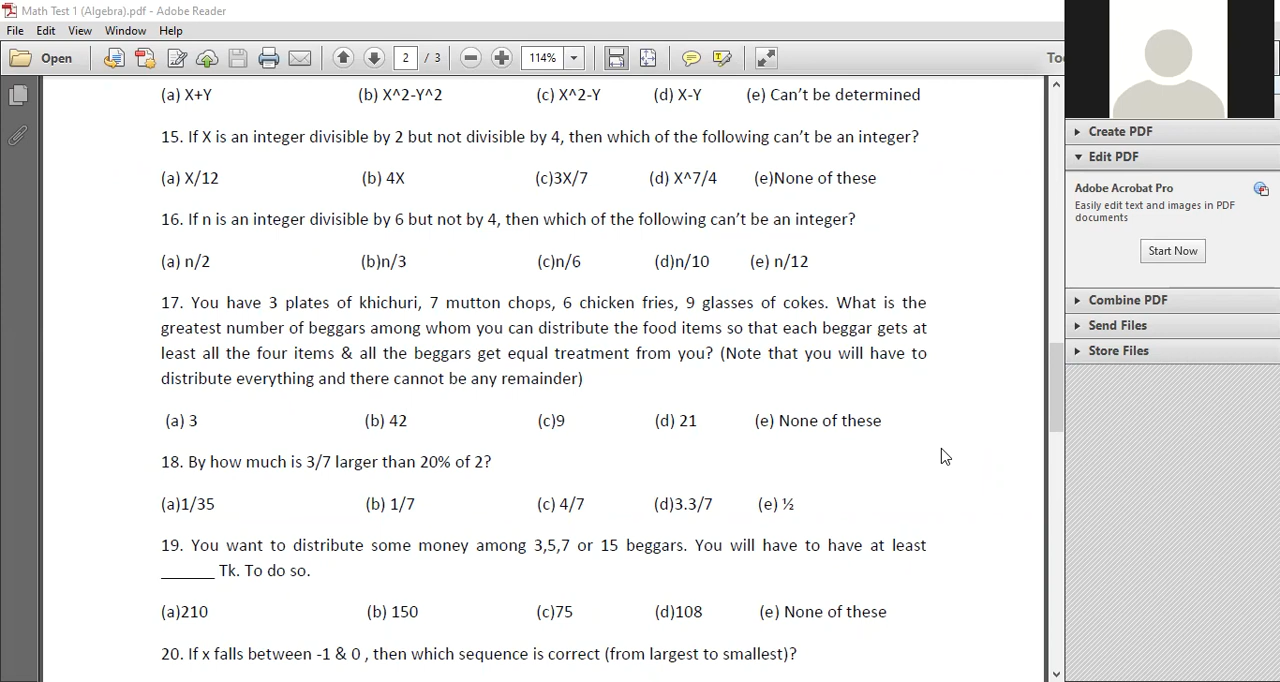 Math Test 1 (Algebra).pdf - Adobe Reader
File Edit View Window Help
Open 2 / 3 114% To
(a) X+Y (b) X^2-Y^2 (c) X^2-Y (d) X-Y (e) Can't be determined
15. If X is an integer divisible by 2 but not divisible by 4, then which of the following can't be an integer?
(a) X/12 (b) 4X (c)3X/7 (d) X^7/4 (e)None of these
16. If n is an integer divisible by 6 but not by 4, then which of the following can't be an integer?
(a) n/2 (b)n/3 (c)n/6 (d)n/10 (e) n/12
17. You have 3 plates of khichuri, 7 mutton chops, 6 chicken fries, 9 glasses of cokes. What is the
greatest number of beggars among whom you can distribute the food items so that each beggar gets at
least all the four items & all the beggars get equal treatment from you? (Note that you will have to
distribute everything and there cannot be any remainder)
(a) 3 (b) 42 (c)9 (d) 21 (e) None of these
18. By how much is 3/7 larger than 20% of 2?
(a)1/35 (b) 1/7 (c) 4/7 (d)3.3/7 (e) ½
19. You want to distribute some money among 3,5,7 or 15 beggars. You will have to have at least
______ Tk. To do so.
(a)210 (b) 150 (c)75 (d)108 (e) None of these
20. If x falls between -1 & 0 , then which sequence is correct (from largest to smallest)?
Create PDF
Edit PDF
Adobe Acrobat Pro
Easily edit text and images in PDF
documents
Start Now
Combine PDF
Send Files
Store Files